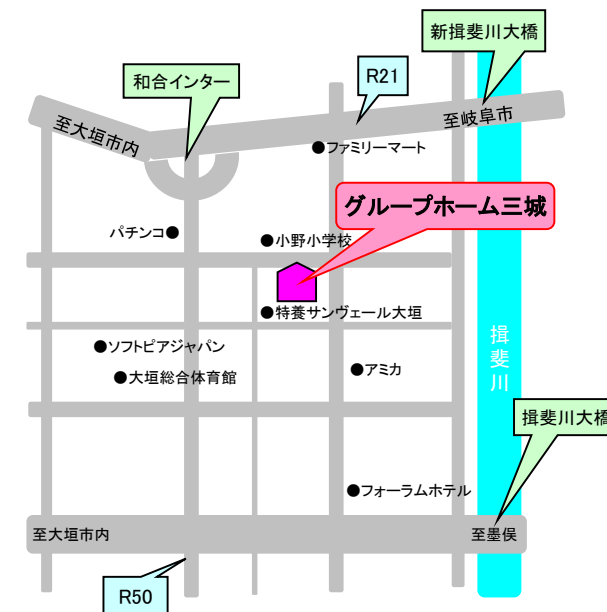 新揖斐川大橋
R21
和合インター
至大垣市内
至岐阜市
●ファミリーマート
グループホーム三城
パチンコ●
●小野小学校
●特養サンヴェール大垣
揖斐川
●ソフトピアジャパン
●アミカ
●大垣総合体育館
揖斐川大橋
●フォーラムホテル
至大垣市内
至墨俣
R50